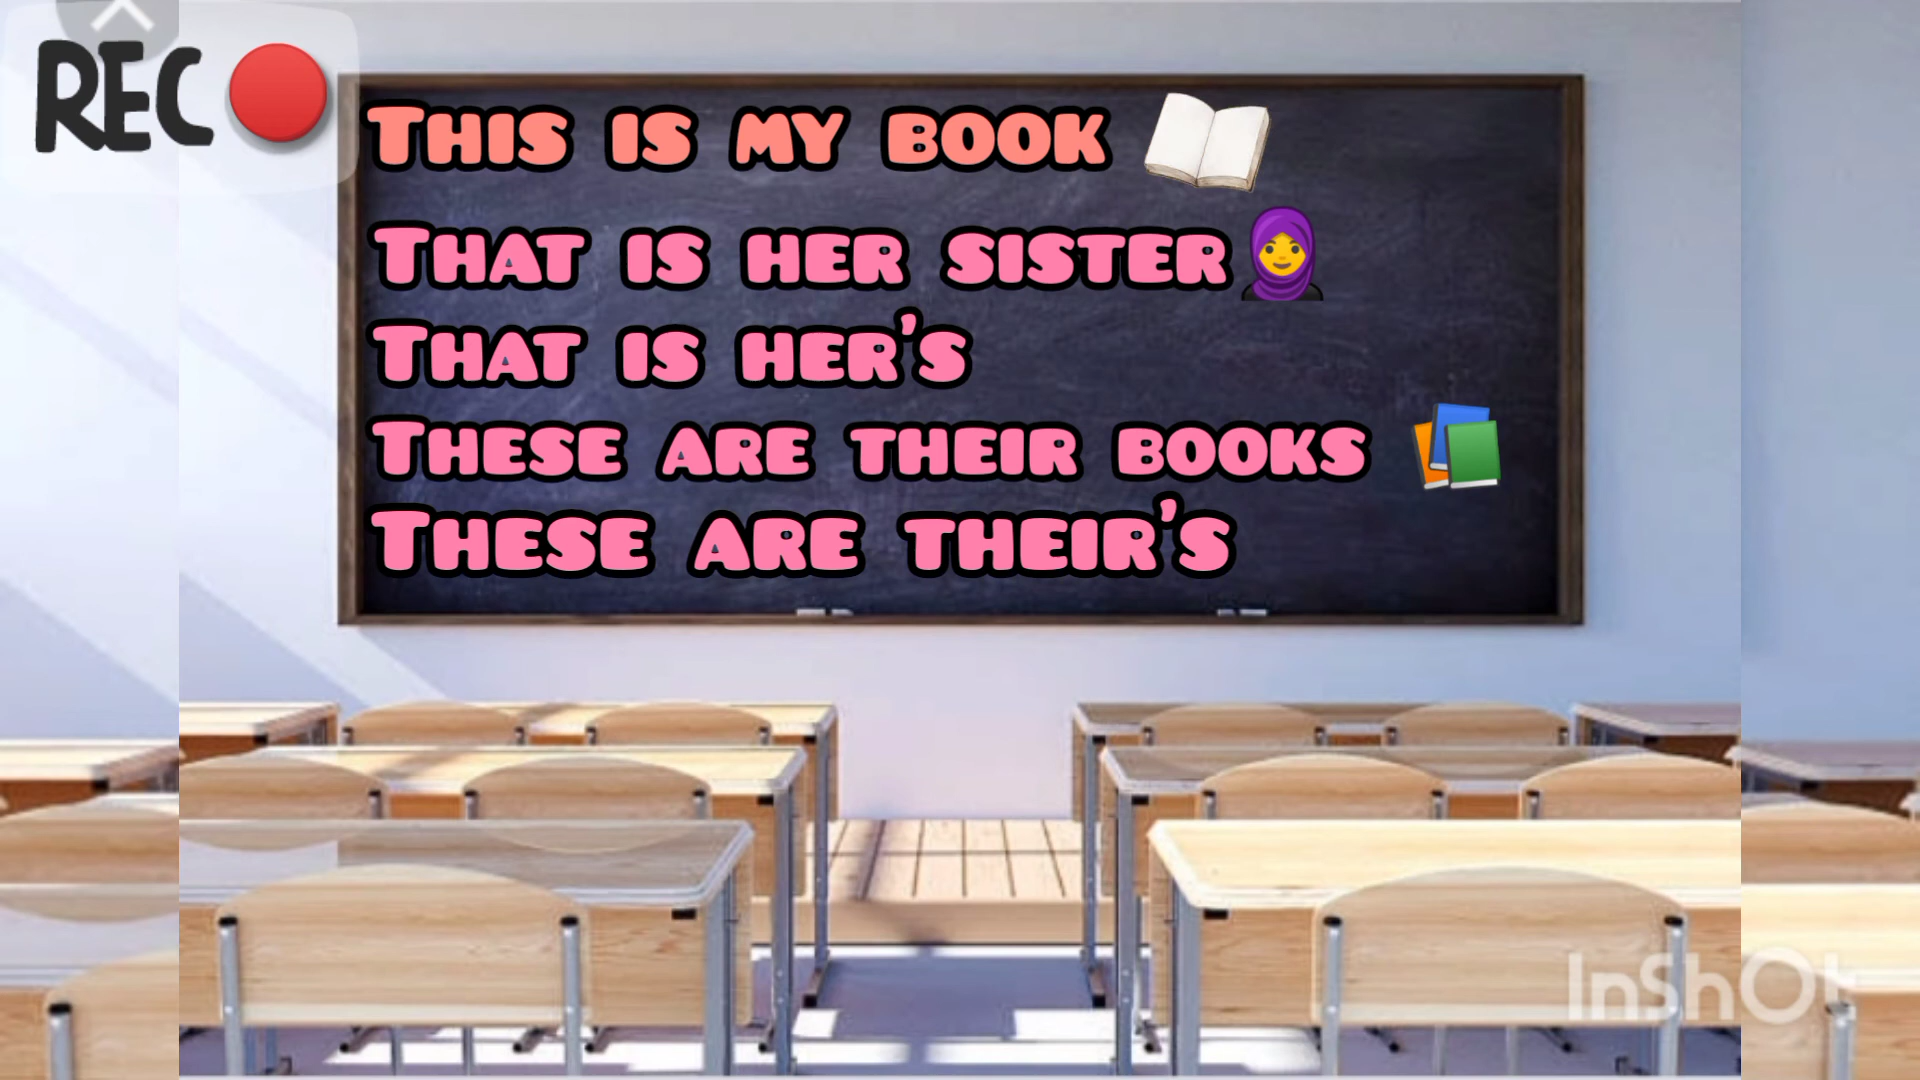 REC
This is my book
That is her sister
That is her's
These are their books
These are their's
InShOt